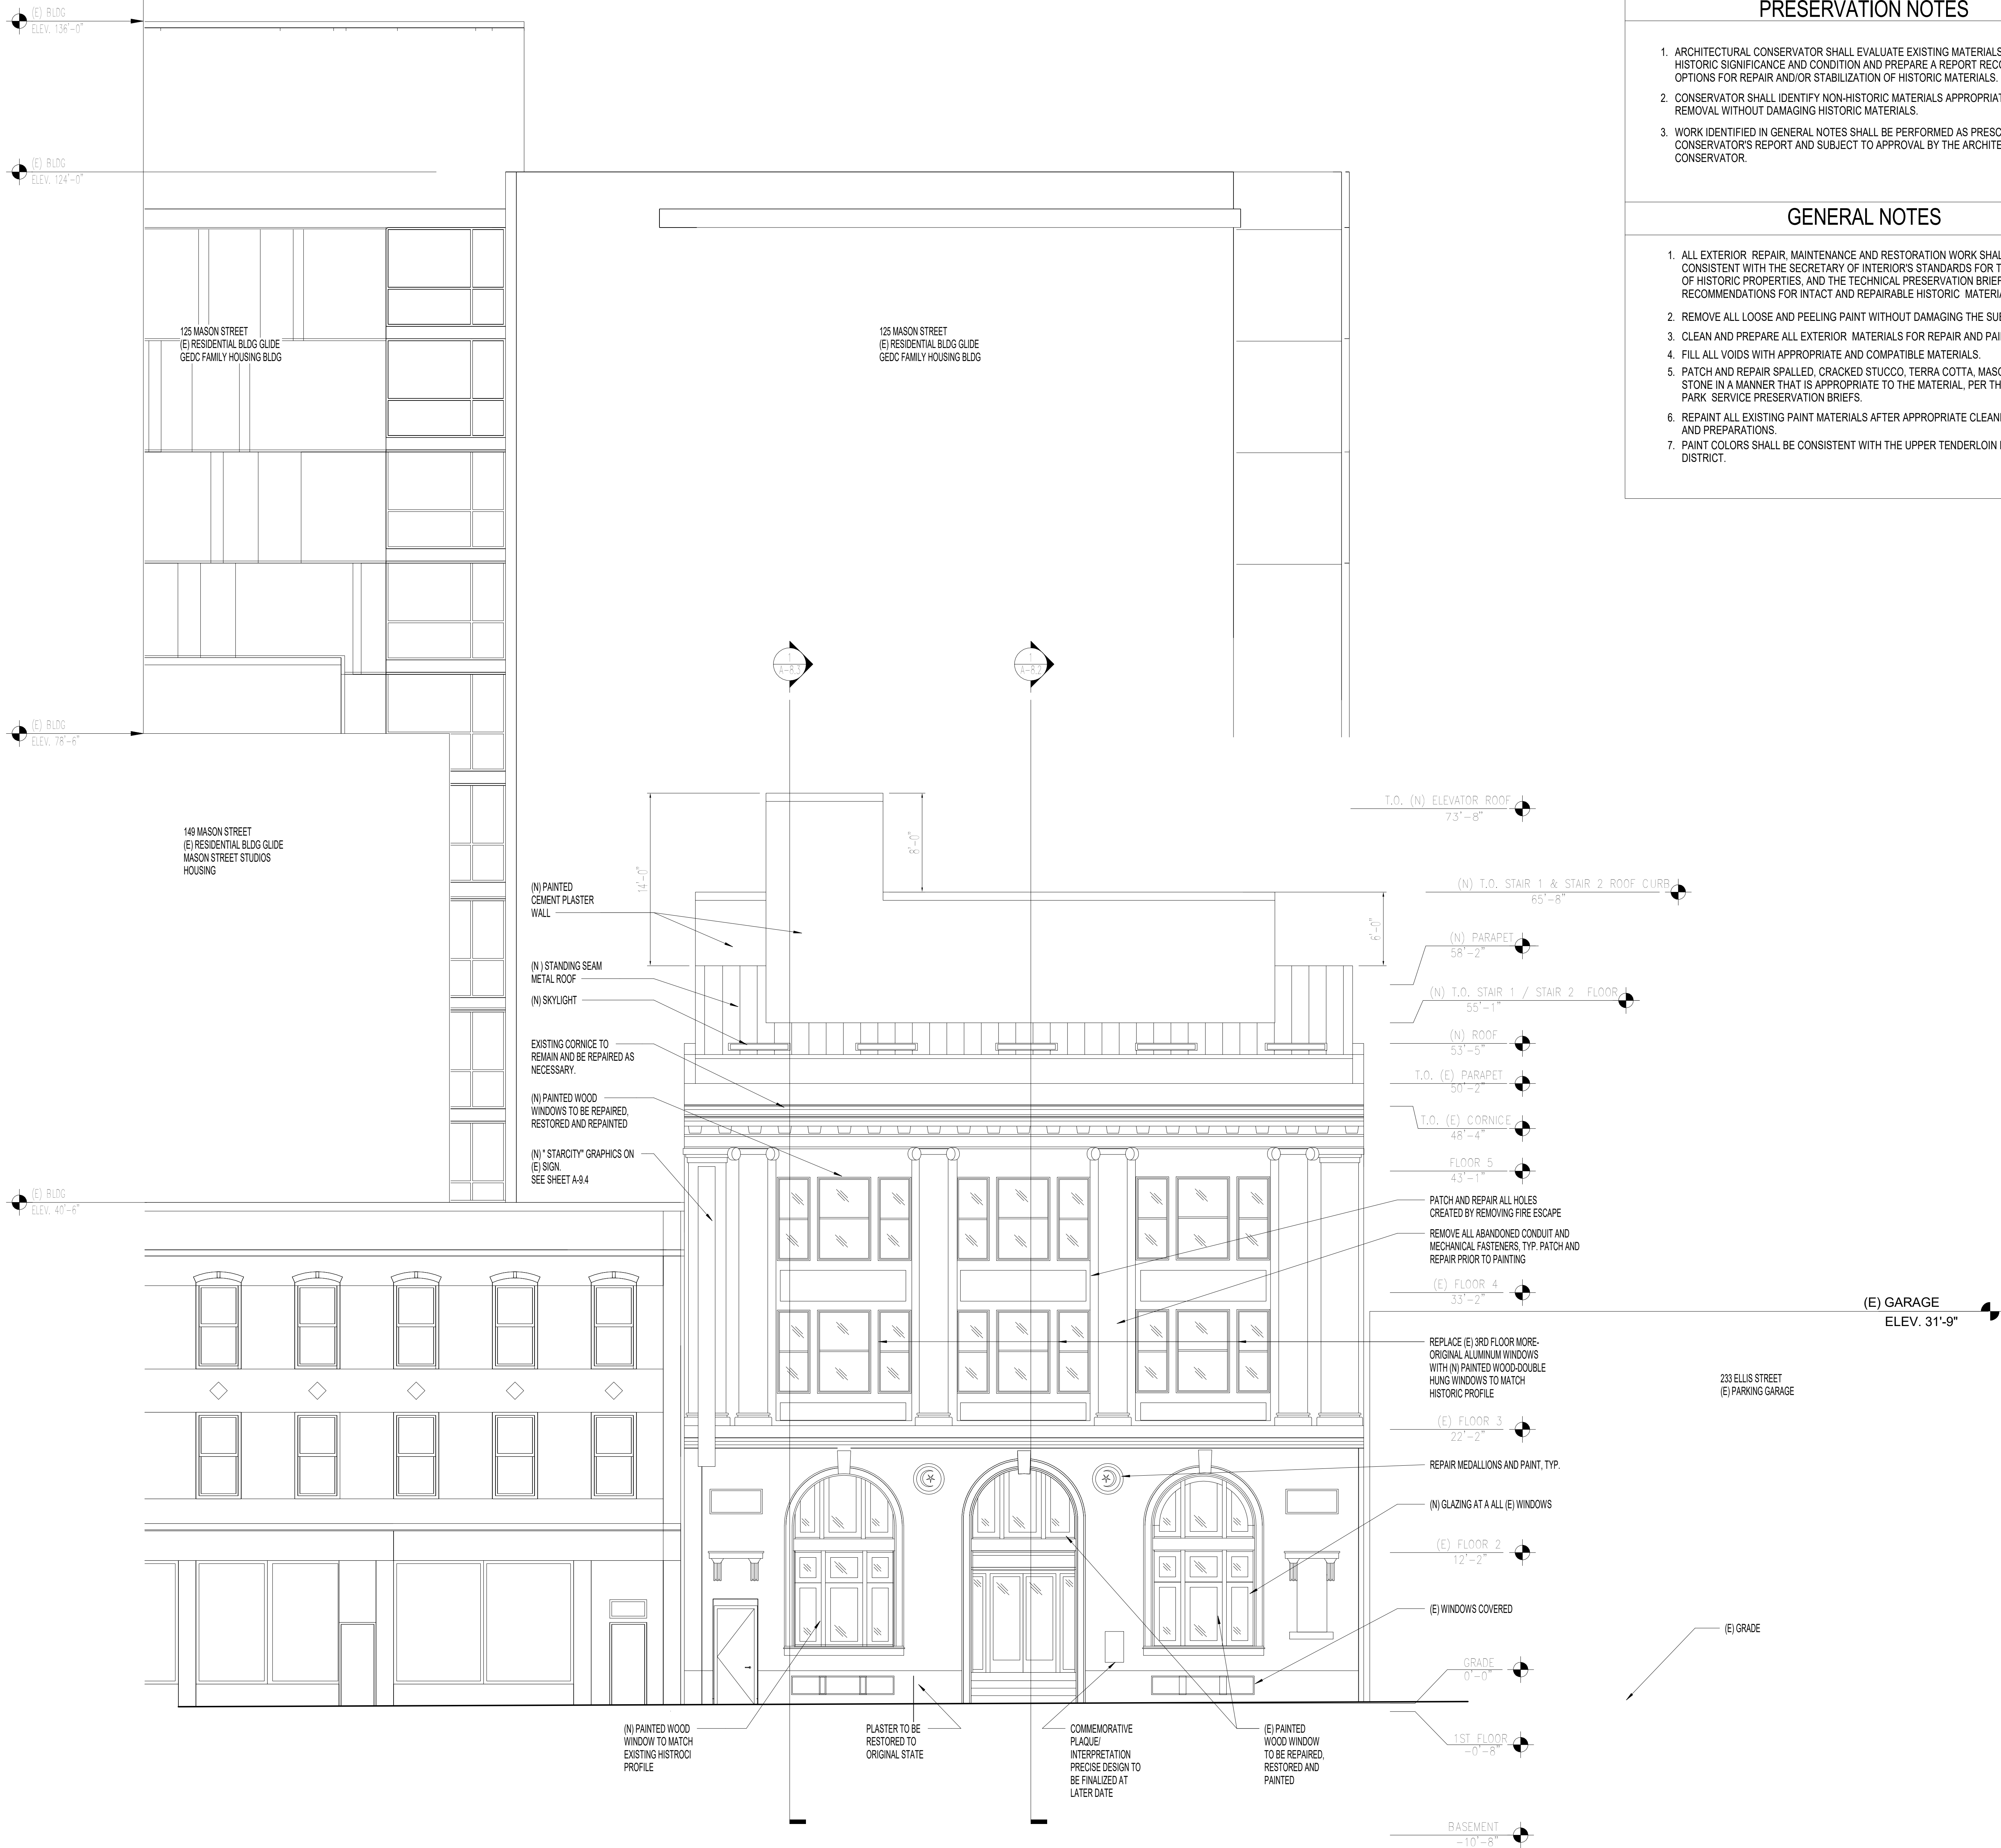 (E) BLDG
ELEV. 136'-0"
(E) BLDG
ELEV. 124'-0"
(E) BLDG
ELEV. 78'-6"
(E) BLDG
ELEV. 40'-6"
125 MASON STREET
(E) RESIDENTIAL BLDG GLIDE
GEDC FAMILY HOUSING BLDG
125 MASON STREET
(E) RESIDENTIAL BLDG GLIDE
GEDC FAMILY HOUSING BLDG
149 MASON STREET
(E) RESIDENTIAL BLDG GLIDE
MASON STREET STUDIOS
HOUSING
PRESERVATION NOTES
1. ARCHITECTURAL CONSERVATOR SHALL EVALUATE EXISTING MATERIALS
HISTORIC SIGNIFICANCE AND CONDITION AND PREPARE A REPORT RECO
OPTIONS FOR REPAIR AND/OR STABILIZATION OF HISTORIC MATERIALS.
2. CONSERVATOR SHALL IDENTIFY NON-HISTORIC MATERIALS APPROPRIAT
REMOVAL WITHOUT DAMAGING HISTORIC MATERIALS.
3. WORK IDENTIFIED IN GENERAL NOTES SHALL BE PERFORMED AS PRESC
CONSERVATOR'S REPORT AND SUBJECT TO APPROVAL BY THE ARCHITE
CONSERVATOR.
GENERAL NOTES
1. ALL EXTERIOR REPAIR, MAINTENANCE AND RESTORATION WORK SHAL
CONSISTENT WITH THE SECRETARY OF INTERIOR'S STANDARDS FOR T
OF HISTORIC PROPERTIES, AND THE TECHNICAL PRESERVATION BRIEF
RECOMMENDATIONS FOR INTACT AND REPAIRABLE HISTORIC MATERIA
2. REMOVE ALL LOOSE AND PEELING PAINT WITHOUT DAMAGING THE SUB
3. CLEAN AND PREPARE ALL EXTERIOR MATERIALS FOR REPAIR AND PAI
4. FILL ALL VOIDS WITH APPROPRIATE AND COMPATIBLE MATERIALS.
5. PATCH AND REPAIR SPALLED, CRACKED STUCCO, TERRA COTTA, MASO
STONE IN A MANNER THAT IS APPROPRIATE TO THE MATERIAL, PER TH
PARK SERVICE PRESERVATION BRIEFS.
6. REPAINT ALL EXISTING PAINT MATERIALS AFTER APPROPRIATE CLEAN
AND PREPARATIONS.
7. PAINT COLORS SHALL BE CONSISTENT WITH THE UPPER TENDERLOIN
DISTRICT.
1
1
A-8.2
14'-0"
8'-0"
6'-0"
(N) PAINTED
CEMENT PLASTER
WALL
(N ) STANDING SEAM
METAL ROOF
(N) SKYLIGHT
EXISTING CORNICE TO
REMAIN AND BE REPAIRED AS
NECESSARY.
(N) PAINTED WOOD
WINDOWS TO BE REPAIRED,
RESTORED AND REPAINTED
(N) " STARCITY" GRAPHICS ON
(E) SIGN.
SEE SHEET A-9.4
T.O. (N) ELEVATOR ROOF
73'-8"
(N) T.O. STAIR 1 & STAIR 2 ROOF CURB
65'-8"
(N) PARAPET
58'-2"
(N) T.O. STAIR 1 / STAIR 2 FLOOR
55'-1"
(N) ROOF
53'-5"
T.O. (E) PARAPET
50'-2"
T.O. (E) CORNICE
48'-4"
FLOOR 5
43'-1"
PATCH AND REPAIR ALL HOLES
CREATED BY REMOVING FIRE ESCAPE
REMOVE ALL ABANDONED CONDUIT AND
MECHANICAL FASTENERS, TYP. PATCH AND
REPAIR PRIOR TO PAINTING
(E) FLOOR 4
33'-2"
(E) GARAGE
ELEV. 31'-9"
REPLACE (E) 3RD FLOOR MORE-
ORIGINAL ALUMINUM WINDOWS
WITH (N) PAINTED WOOD-DOUBLE
HUNG WINDOWS TO MATCH
HISTORIC PROFILE
233 ELLIS STREET
(E) PARKING GARAGE
(E) FLOOR 3
22'-2"
REPAIR MEDALLIONS AND PAINT, TYP.
(N) GLAZING AT A ALL (E) WINDOWS
(E) FLOOR 2
12'-2"
(E) WINDOWS COVERED
(E) GRADE
GRADE
0'-0"
1ST FLOOR
-0'-8"
BASEMENT
-10'-8"
(N) PAINTED WOOD
WINDOW TO MATCH
EXISTING HISTROCI
PROFILE
PLASTER TO BE
RESTORED TO
ORIGINAL STATE
COMMEMORATIVE
PLAQUE/
INTERPRETATION
PRECISE DESIGN TO
BE FINALIZED AT
LATER DATE
(E) PAINTED
WOOD WINDOW
TO BE REPAIRED,
RESTORED AND
PAINTED